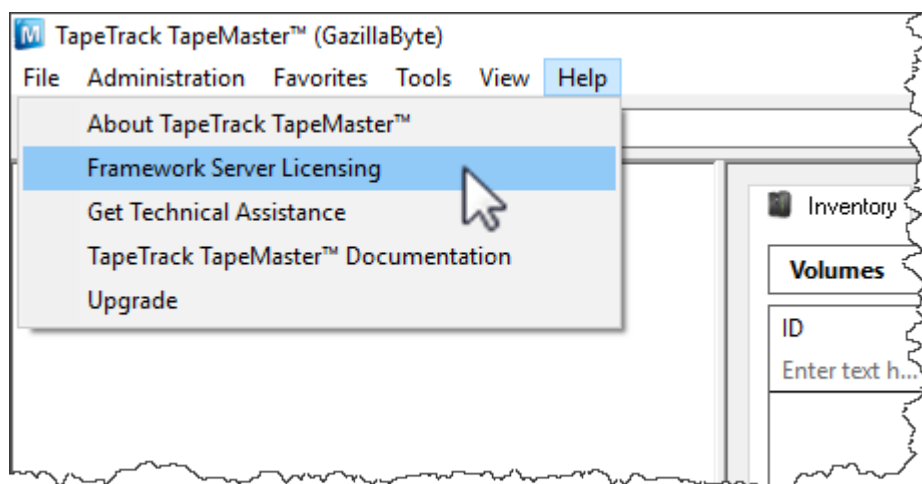 M TapeTrack TapeMaster™ (GazillaByte)
File Administration Favorites Tools View Help
About TapeTrack TapeMaster™
Framework Server Licensing
Get Technical Assistance
TapeTrack TapeMaster™ Documentation
Upgrade
Inventory
Volumes
ID
Enter text h...